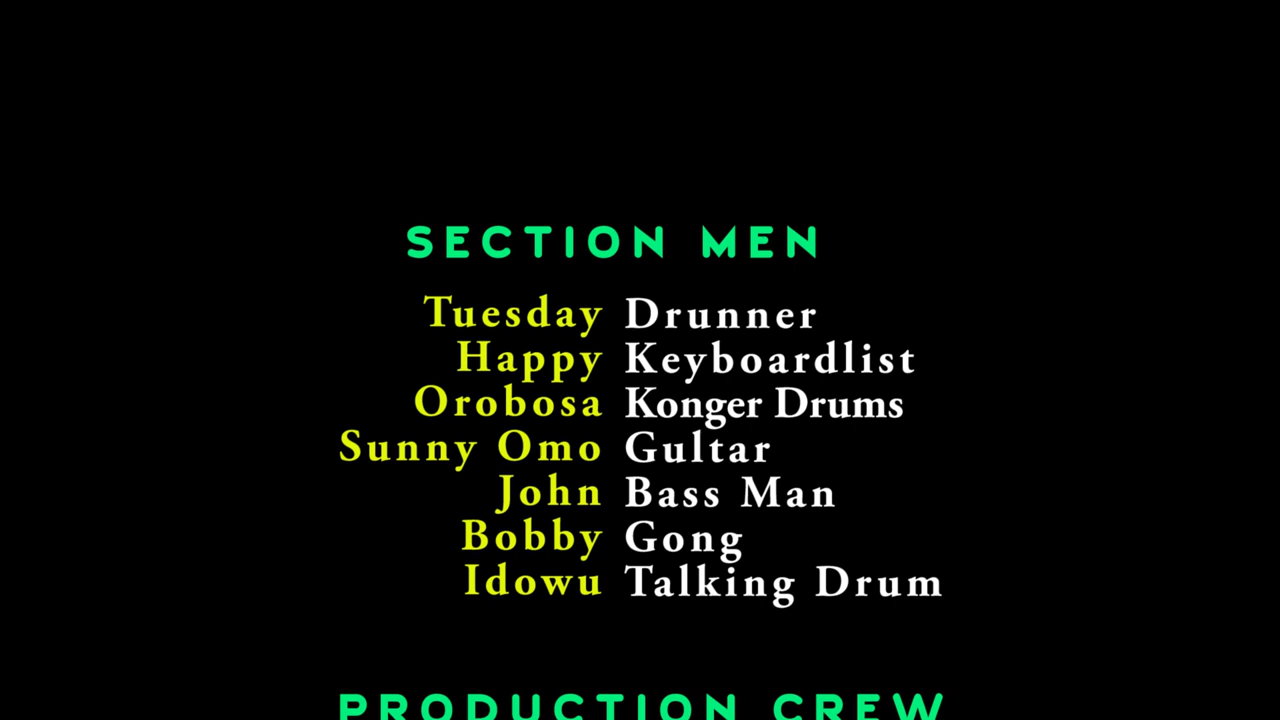 SECTION MEN
Tuesday Drunner
Happy Keyboardlist
Orobosa Konger Drums
Sunny Omo Gultar
John Bass Man
Bobby Gong
Idowu Talking Drum
PRODUCTION CREW